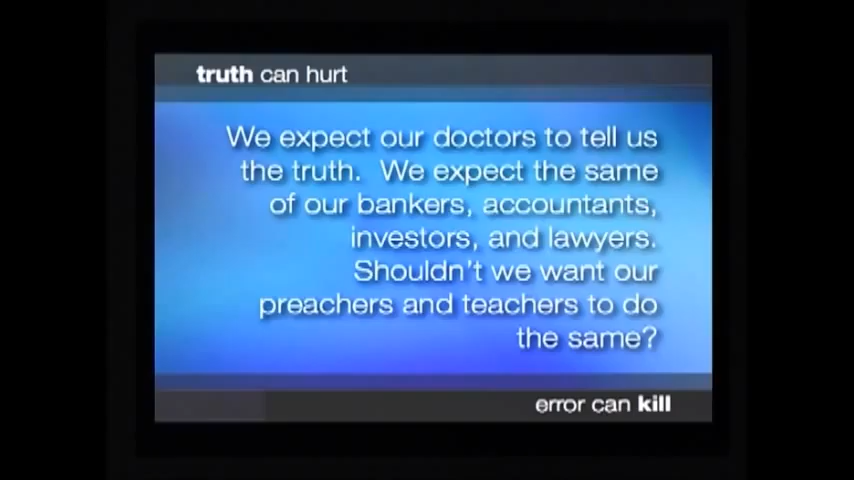 truth can hurt
We expect our doctors to tell us
the truth.  We expect the same
of our bankers, accountants,
investors, and lawyers.
Shouldn't we want our
preachers and teachers to do
the same?
error can kill